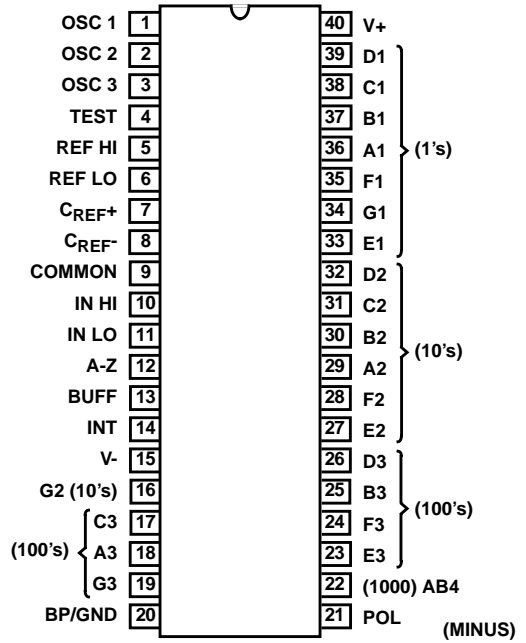 OSC 1 1 40 V+
OSC 2 2 39 D1
OSC 3 3 38 C1
TEST 4 37 B1
REF HI 5 36 A1 (1's)
REF LO 6 35 F1
CREF+ 7 34 G1
CREF- 8 33 E1
COMMON 9 32 D2
IN HI 10 31 C2
IN LO 11 30 B2 (10's)
A-Z 12 29 A2
BUFF 13 28 F2
INT 14 27 E2
V- 15 26 D3
G2 (10's) 16 25 B3 (100's)
C3 17 24 F3
(100's) A3 18 23 E3
G3 19 22 (1000) AB4
BP/GND 20 21 POL (MINUS)